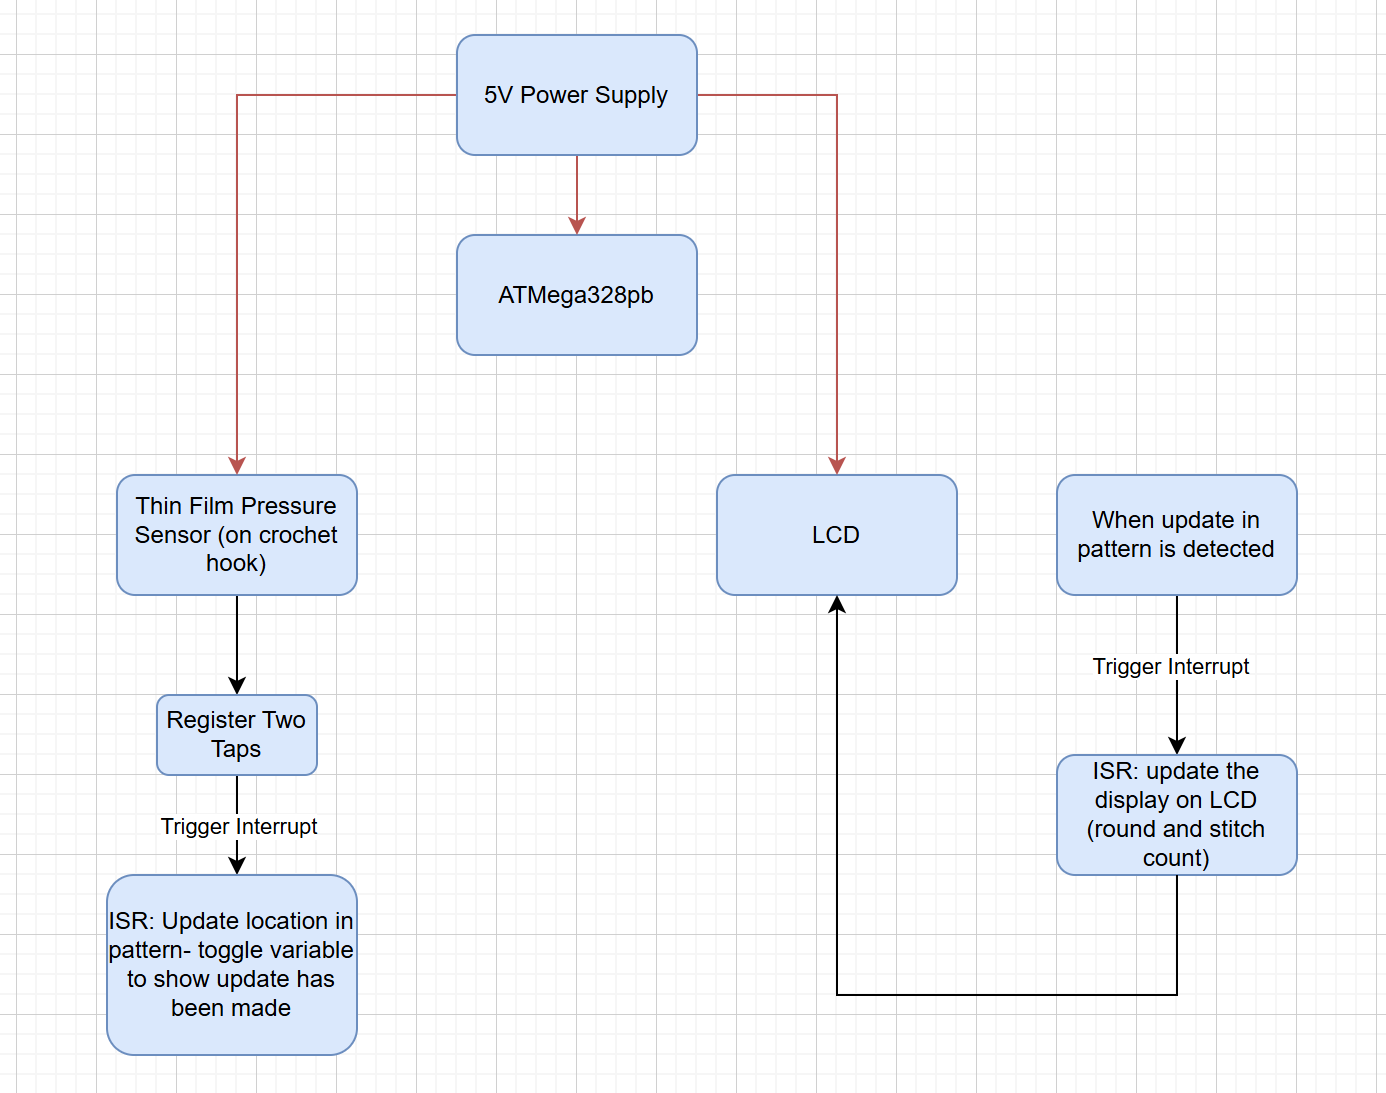 5V Power Supply
ATMega328pb
Thin Film Pressure
Sensor (on crochet
hook)
LCD
When update in
pattern is detected
Trigger Interrupt
Register Two
Taps
Trigger Interrupt
ISR: update the
display on LCD
(round and stitch
count)
ISR: Update location in
pattern- toggle variable
to show update has
been made